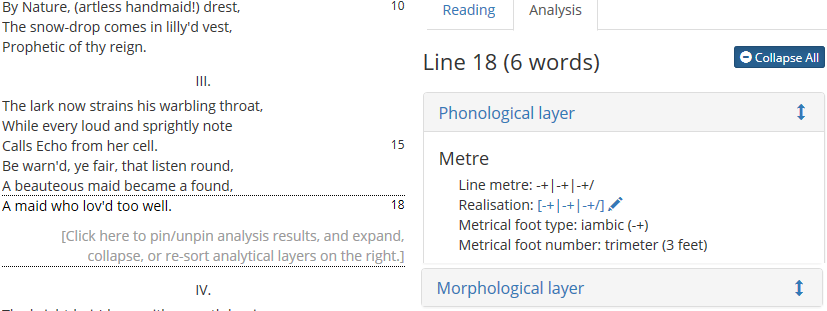 By Nature, (artless handmaid!) drest, 10
The snow-drop comes in lilly'd vest,
Prophetic of thy reign.
III.
The lark now strains his warbling throat,
While every loud and sprightly note
Calls Echo from her cell. 15
Be warn'd, ye fair, that listen round,
A beauteous maid became a found,
A maid who lov'd too well. 18
[Click here to pin/unpin analysis results, and expand,
collapse, or re-sort analytical layers on the right.]
IV.
Reading Analysis
Line 18 (6 words)
Collapse All
Phonological layer
Metre
Line metre: -+|-+|-+/
Realisation: [-+|-+|-+/]
Metrical foot type: iambic (-+)
Metrical foot number: trimeter (3 feet)
Morphological layer